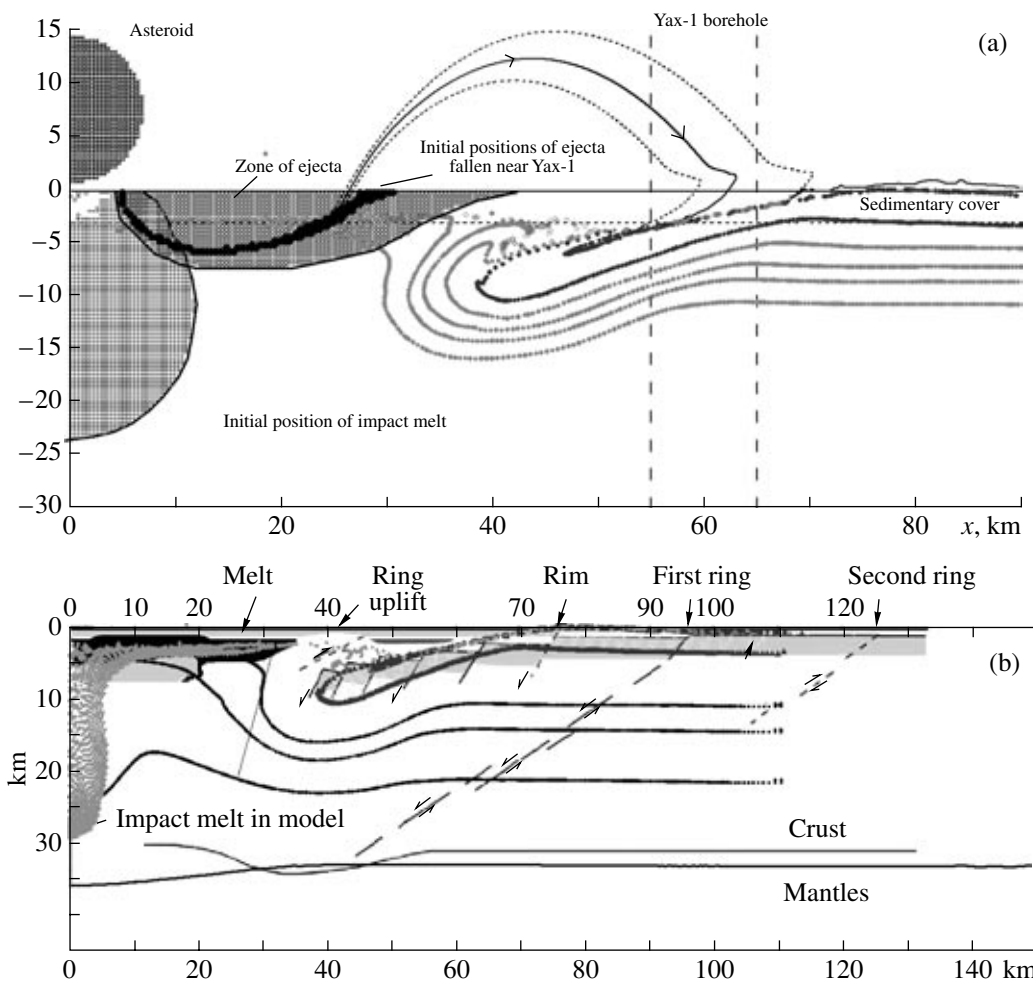 Yax-1 borehole
15
Asteroid
(a)
10
5
Zone of ejecta
Initial positions of ejecta
fallen near Yax-1
0
Sedimentary cover
–5
–10
–15
–20
Initial position of impact melt
–25
–30
0 20 40 60 80 x, km
Melt Ring uplift Rim First ring Second ring
0 10 20 40 70 90 100 120
0
(b)
10
km
20
Impact melt in model
30
Crust
Mantles
0 20 40 60 80 100 120 140 km